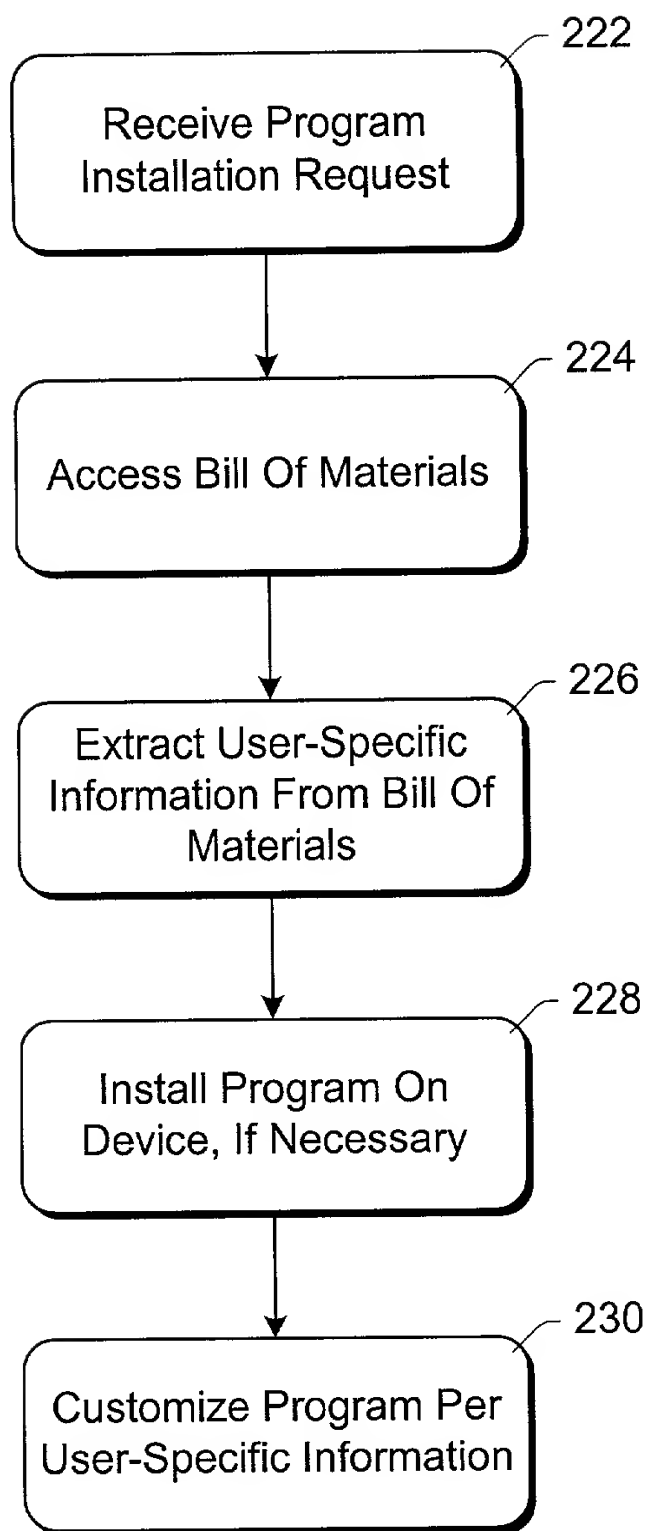 222
Receive Program
Installation Request
224
Access Bill Of Materials
226
Extract User-Specific
Information From Bill Of
Materials
228
Install Program On
Device, If Necessary
230
Customize Program Per
User-Specific Information